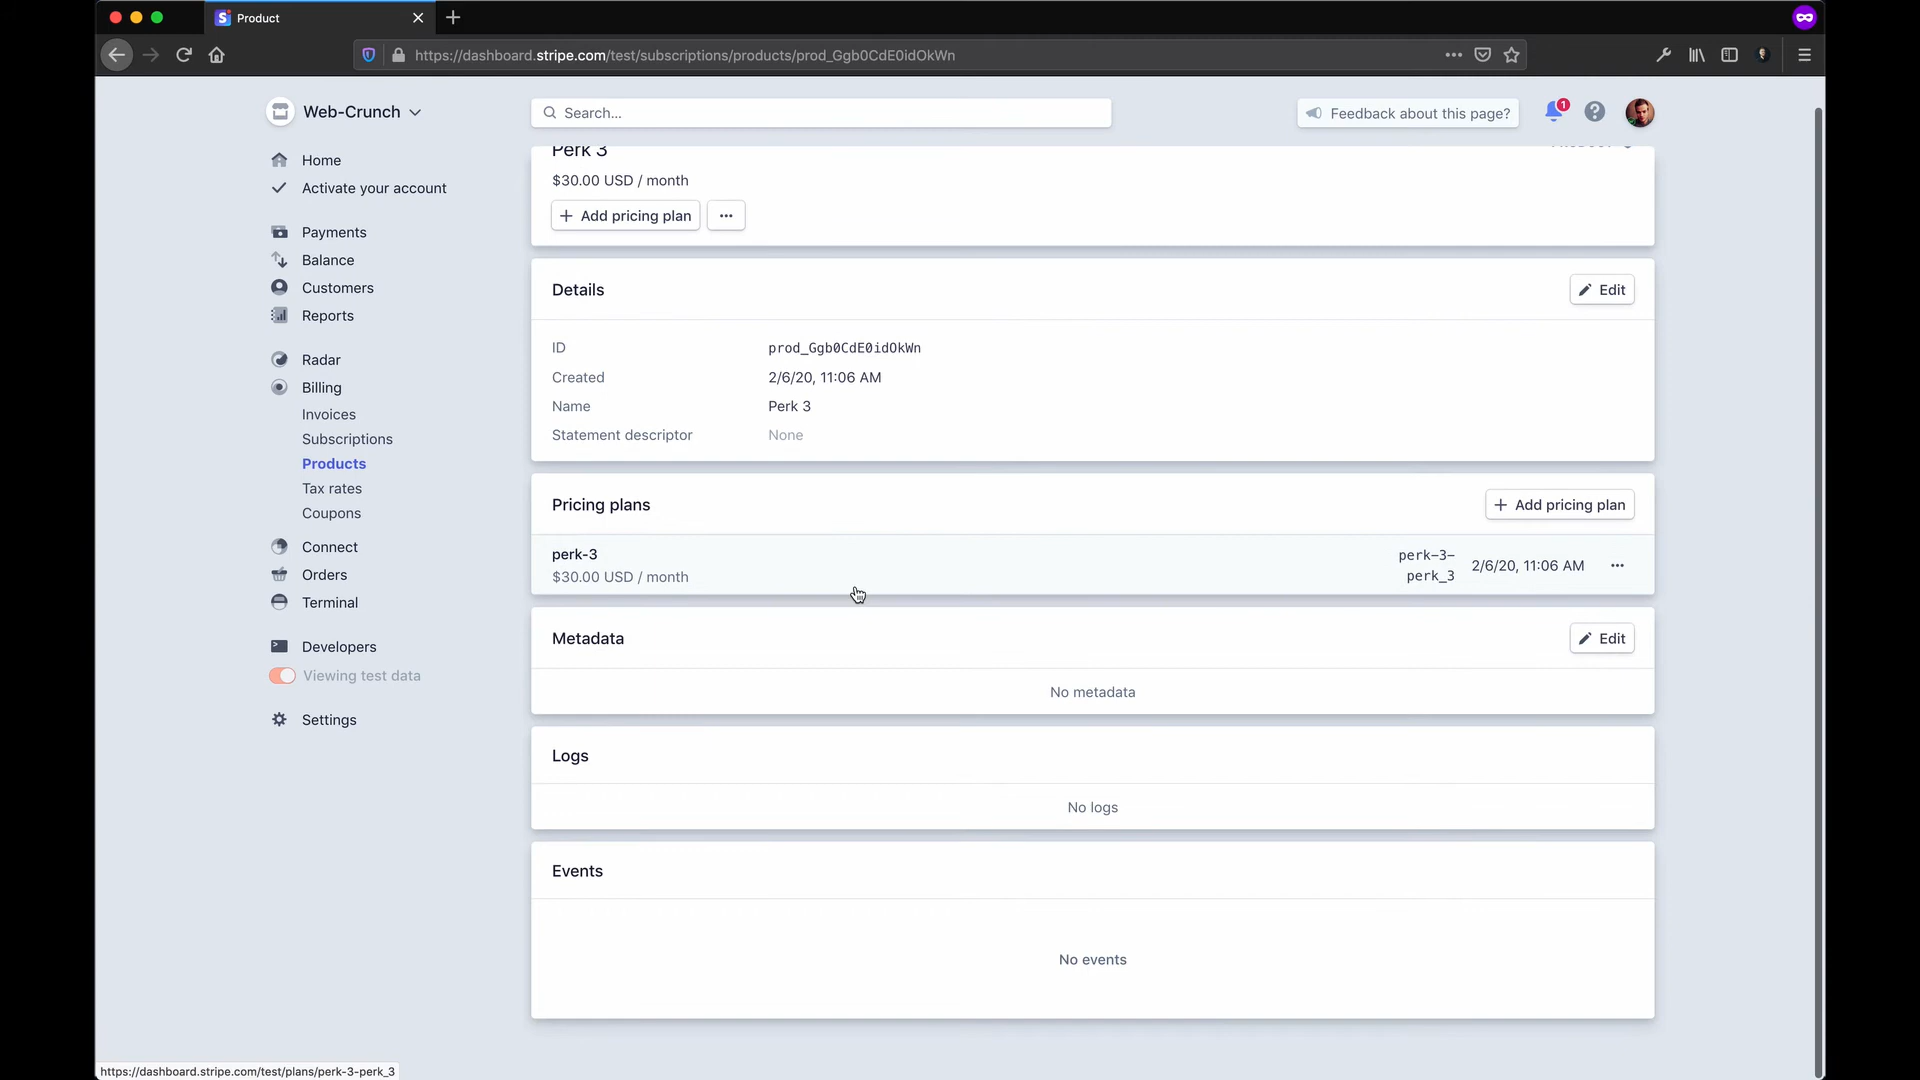 Product
https://dashboard.stripe.com/test/subscriptions/products/prod_Ggb0CdE0idOkWn
Web-Crunch
Search...
Feedback about this page?
1
Home
Activate your account
Payments
Balance
Customers
Reports
Radar
Billing
Invoices
Subscriptions
Products
Tax rates
Coupons
Connect
Orders
Terminal
Developers
Viewing test data
Settings
Perk 3
$30.00 USD / month
Add pricing plan
Details
Edit
ID prod_Ggb0CdE0idOkWn
Created 2/6/20, 11:06 AM
Name Perk 3
Statement descriptor None
Pricing plans
Add pricing plan
perk-3
$30.00 USD / month
perk-3-
perk_3
2/6/20, 11:06 AM
Metadata
Edit
No metadata
Logs
No logs
Events
No events
https://dashboard.stripe.com/test/plans/perk-3-perk_3